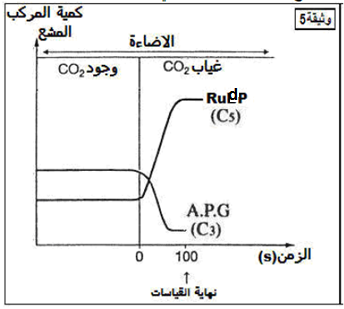 وثيقة5
كمية المركب
المشع
الاضاءة
وجود CO2
غياب CO2
RudP
(C5)
A.P.G
(C3)
0
100
الزمن(s)
نهاية القياسات